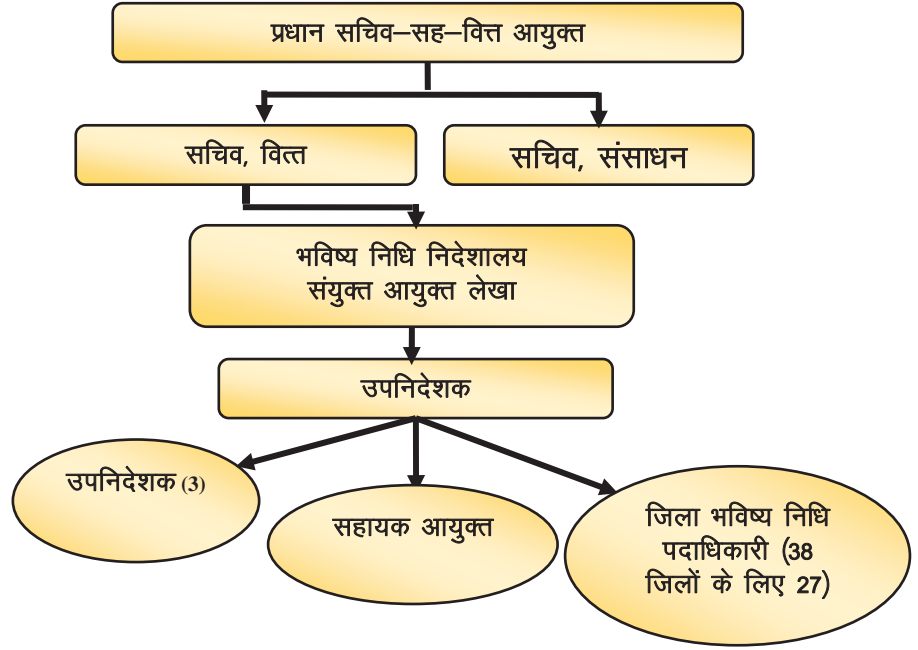 प्रधान सचिव–सह–वित्त आयुक्त
सचिव, वित्त
सचिव, संसाधन
भविष्य निधि निदेशालय
संयुक्त आयुक्त लेखा
उपनिदेशक
उपनिदेशक (3)
सहायक आयुक्त
जिला भविष्य निधि
पदाधिकारी (38
जिलों के लिए 27)